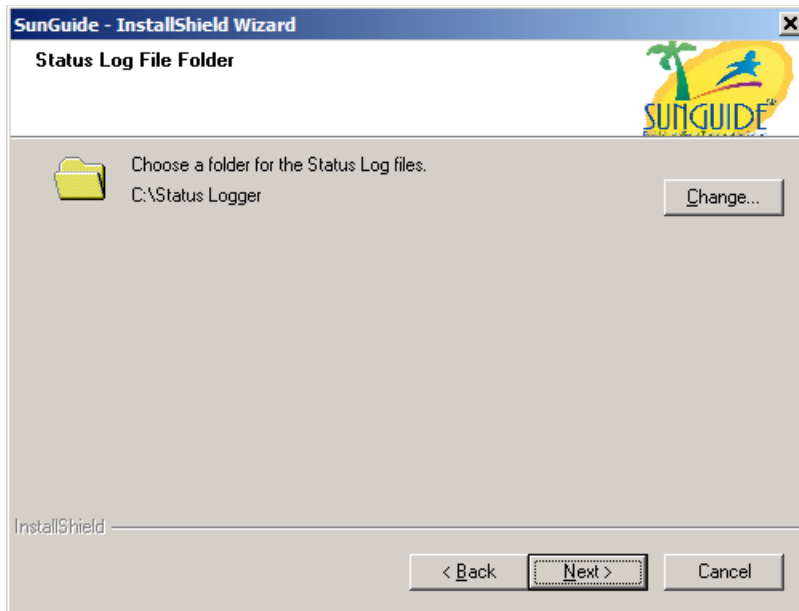 SunGuide - InstallShield Wizard
Status Log File Folder
SUNGUIDE
SM
Choose a folder for the Status Log files.
C:\Status Logger
Change...
InstallShield
< Back
Next >
Cancel